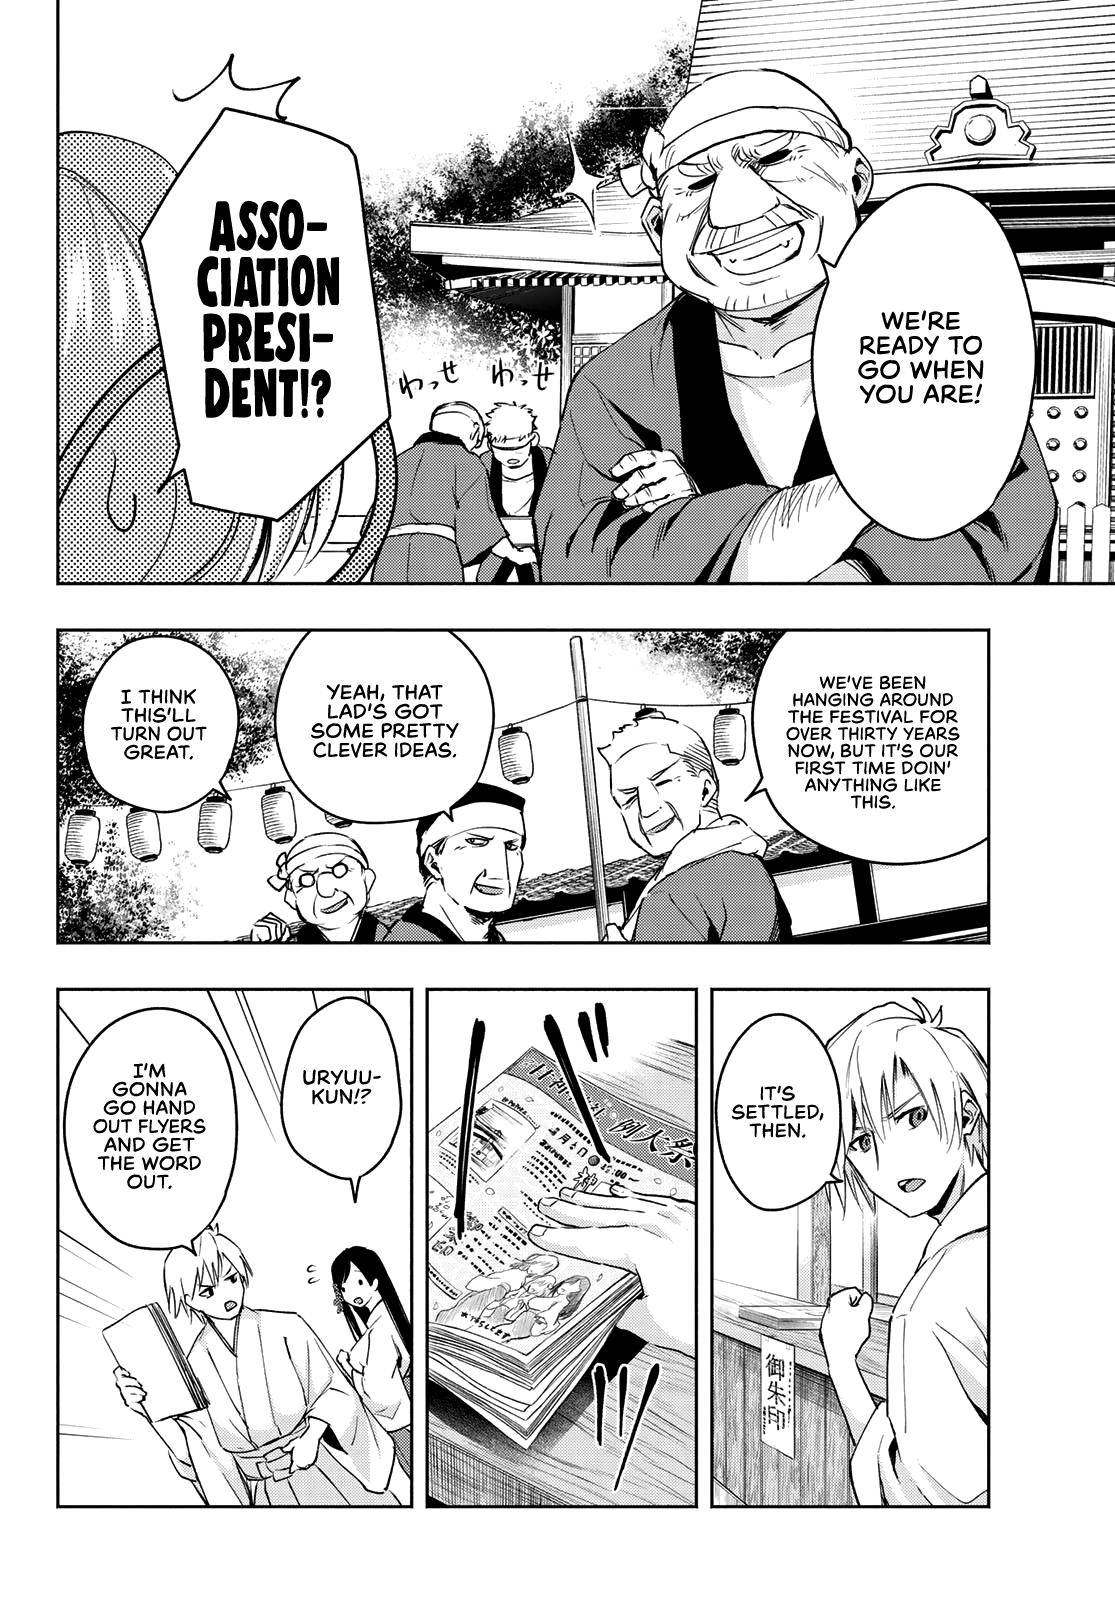 WE'RE
READY TO
GO WHEN
YOU ARE!
ASSO-
CIATION
PRESI-
DENT!?
わっせ
わっせ
WE'VE BEEN
HANGING AROUND
THE FESTIVAL FOR
OVER THIRTY YEARS
NOW, BUT IT'S OUR
FIRST TIME DOIN'
ANYTHING LIKE
THIS.
YEAH, THAT
LAD'S GOT
SOME PRETTY
CLEVER IDEAS.
I THINK
THIS'LL
TURN OUT
GREAT.
IT'S
SETTLED,
THEN.
御朱印
例大祭
URYUU-
KUN!?
I'M
GONNA
GO HAND
OUT FLYERS
AND GET
THE WORD
OUT.